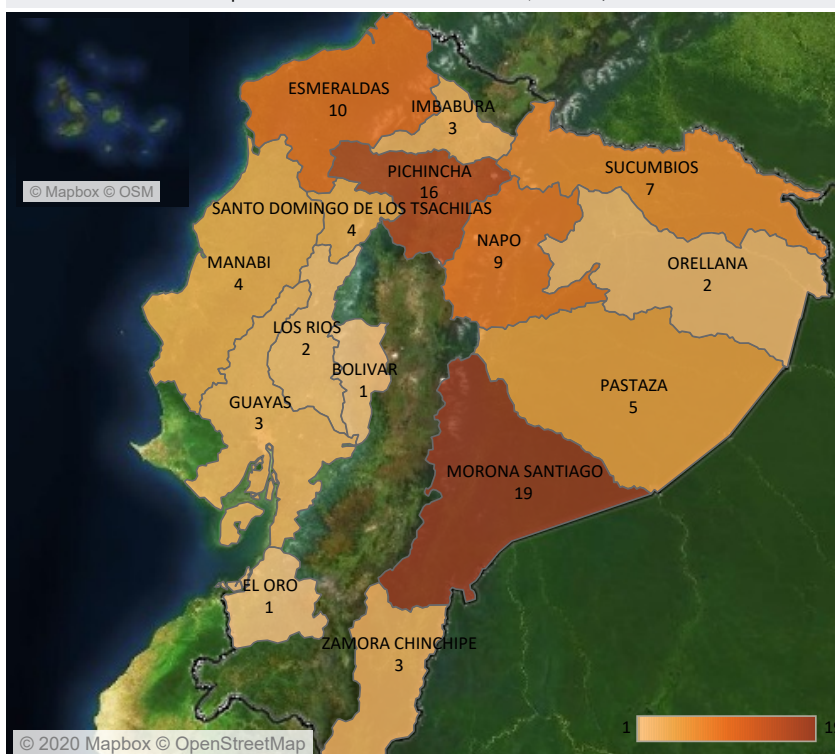 ESMERALDAS
10
IMBABURA
3
© Mapbox © OSM
PICHINCHA
16
SUCUMBIOS
7
SANTO DOMINGO DE LOS TSACHILAS
4
NAPO
9
MANABI
4
ORELLANA
2
LOS RIOS
2
BOLIVAR
1
GUAYAS
3
PASTAZA
5
MORONA SANTIAGO
19
EL ORO
1
ZAMORA CHINCHIPE
3
1
© 2020 Mapbox © OpenStreetMap